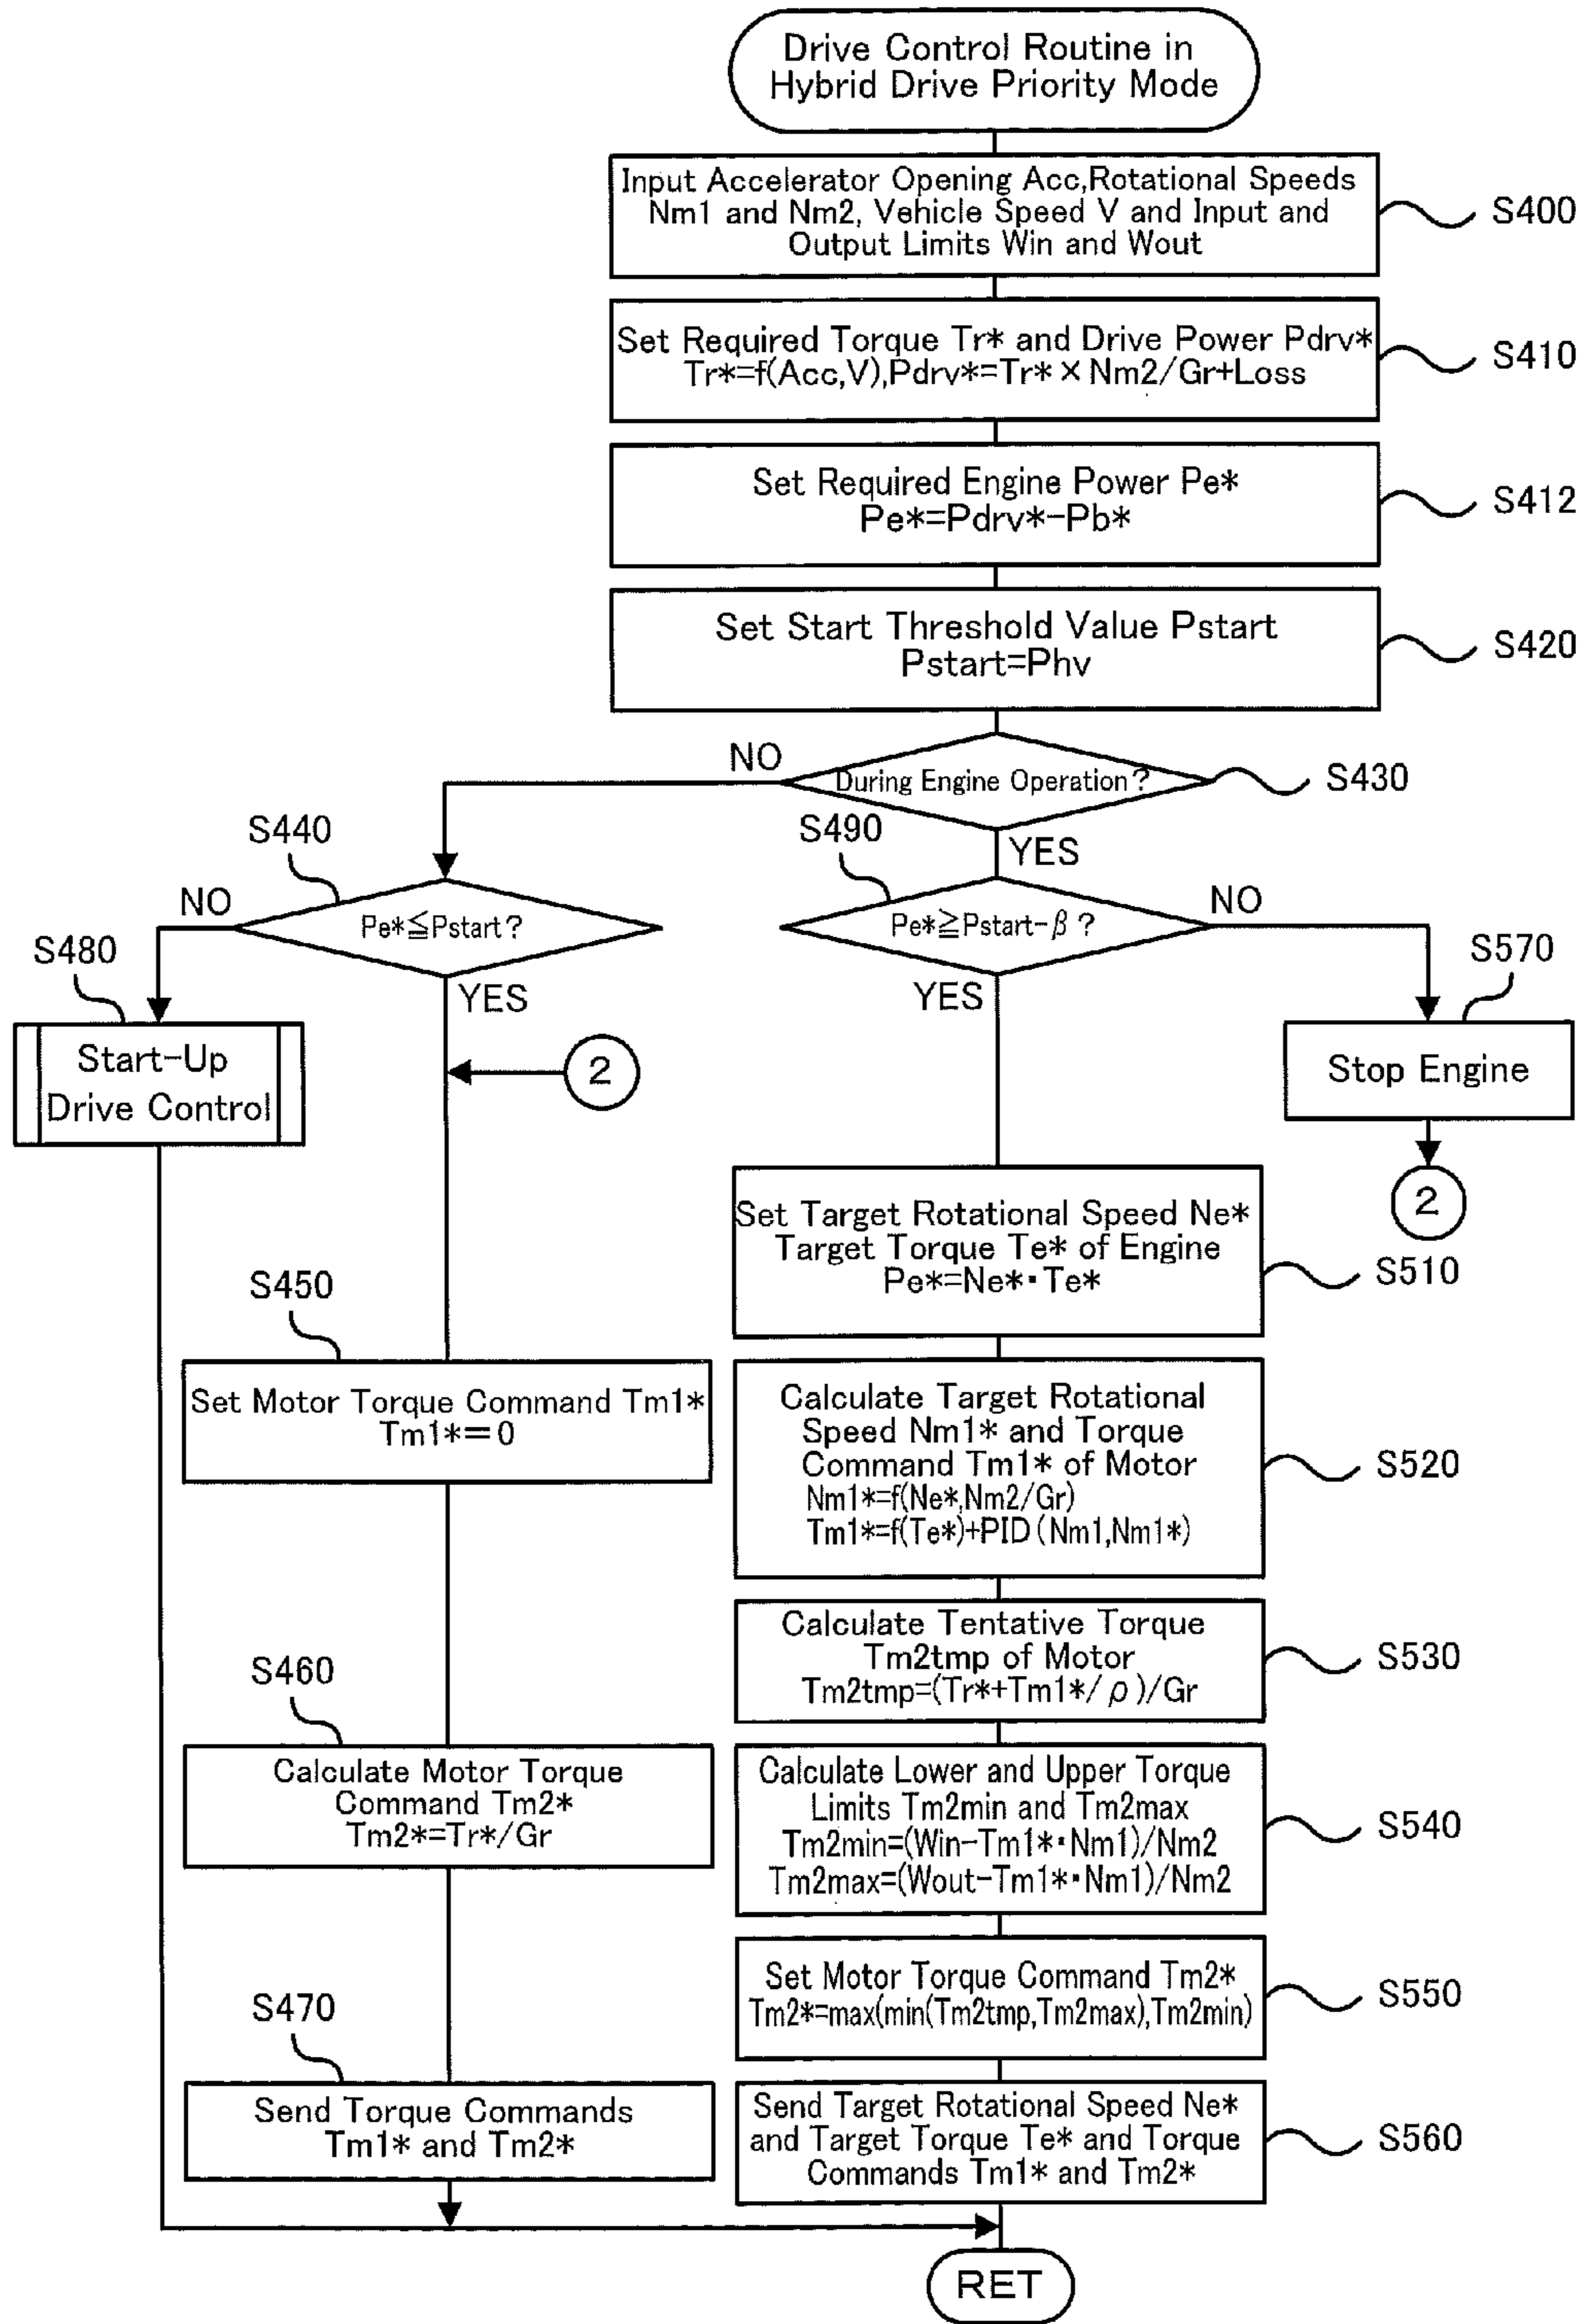 Drive Control Routine in
Hybrid Drive Priority Mode
Input Accelerator Opening Acc,Rotational Speeds
Nm1 and Nm2, Vehicle Speed V and Input and
Output Limits Win and Wout
S400
Set Required Torque Tr* and Drive Power Pdrv*
Tr*=f(Acc,V),Pdrv*=Tr*×Nm2/Gr+Loss
S410
Set Required Engine Power Pe*
Pe*=Pdrv*-Pb*
S412
Set Start Threshold Value Pstart
Pstart=Phv
S420
During Engine Operation?
S430
NO
YES
S440
Pe*≦Pstart?
NO
YES
S490
Pe*≧Pstart-β?
NO
YES
S480
Start-Up
Drive Control
2
S570
Stop Engine
2
Set Target Rotational Speed Ne*
Target Torque Te* of Engine
Pe*=Ne*・Te*
S510
S450
Set Motor Torque Command Tm1*
Tm1*=0
Calculate Target Rotational
Speed Nm1* and Torque
Command Tm1* of Motor
Nm1*=f(Ne*,Nm2/Gr)
Tm1*=f(Te*)+PID(Nm1,Nm1*)
S520
Calculate Tentative Torque
Tm2tmp of Motor
Tm2tmp=(Tr*+Tm1*/ρ)/Gr
S530
S460
Calculate Motor Torque
Command Tm2*
Tm2*=Tr*/Gr
Calculate Lower and Upper Torque
Limits Tm2min and Tm2max
Tm2min=(Win-Tm1*・Nm1)/Nm2
Tm2max=(Wout-Tm1*・Nm1)/Nm2
S540
Set Motor Torque Command Tm2*
Tm2*=max(min(Tm2tmp,Tm2max),Tm2min)
S550
S470
Send Torque Commands
Tm1* and Tm2*
Send Target Rotational Speed Ne*
and Target Torque Te* and Torque
Commands Tm1* and Tm2*
S560
RET